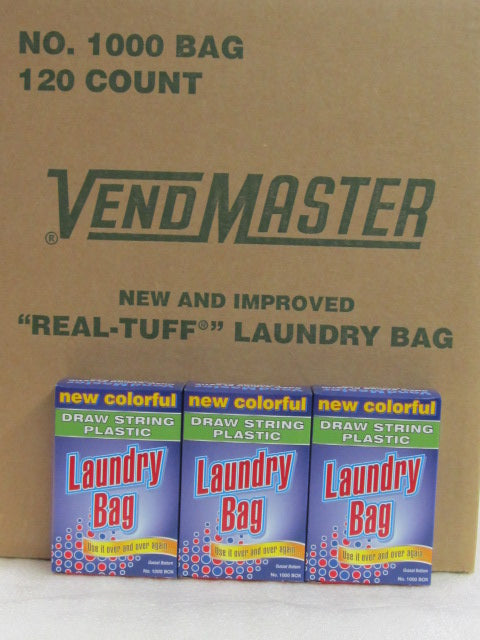 NO. 1000 BAG
120 COUNT
®VENDMASTER
NEW AND IMPROVED
“REAL-TUFF®” LAUNDRY BAG
new colorful
DRAW STRING
PLASTIC
Laundry
Bag
Use it over and over again
No. 1000 BOX
new colorful
DRAW STRING
PLASTIC
Laundry
Bag
Use it over and over again
No. 1000 BOX
new colorful
DRAW STRING
PLASTIC
Laundry
Bag
Use it over and over again
No. 1000 BOX